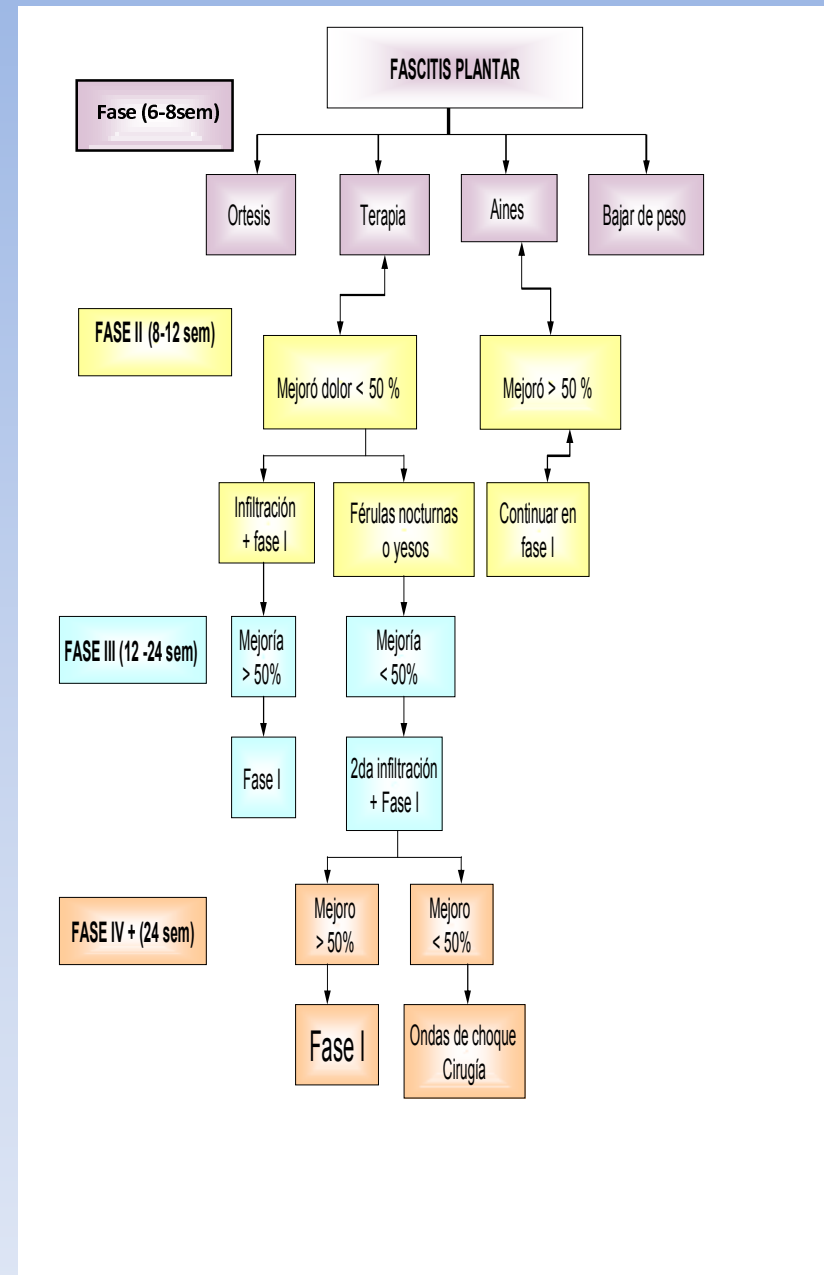 FASCITIS PLANTAR
Fase (6-8sem)
Ortesis
Terapia
Aines
Bajar de peso
FASE II (8-12 sem)
Mejoró dolor < 50 %
Mejoró > 50 %
Infiltración
+ fase I
Férulas nocturnas
o yesos
Continuar en
fase I
FASE III (12 -24 sem)
Mejoría
> 50%
Mejoría
< 50%
Fase I
2da infiltración
+ Fase I
FASE IV + (24 sem)
Mejoro
> 50%
Mejoro
< 50%
Fase I
Ondas de choque
Cirugía